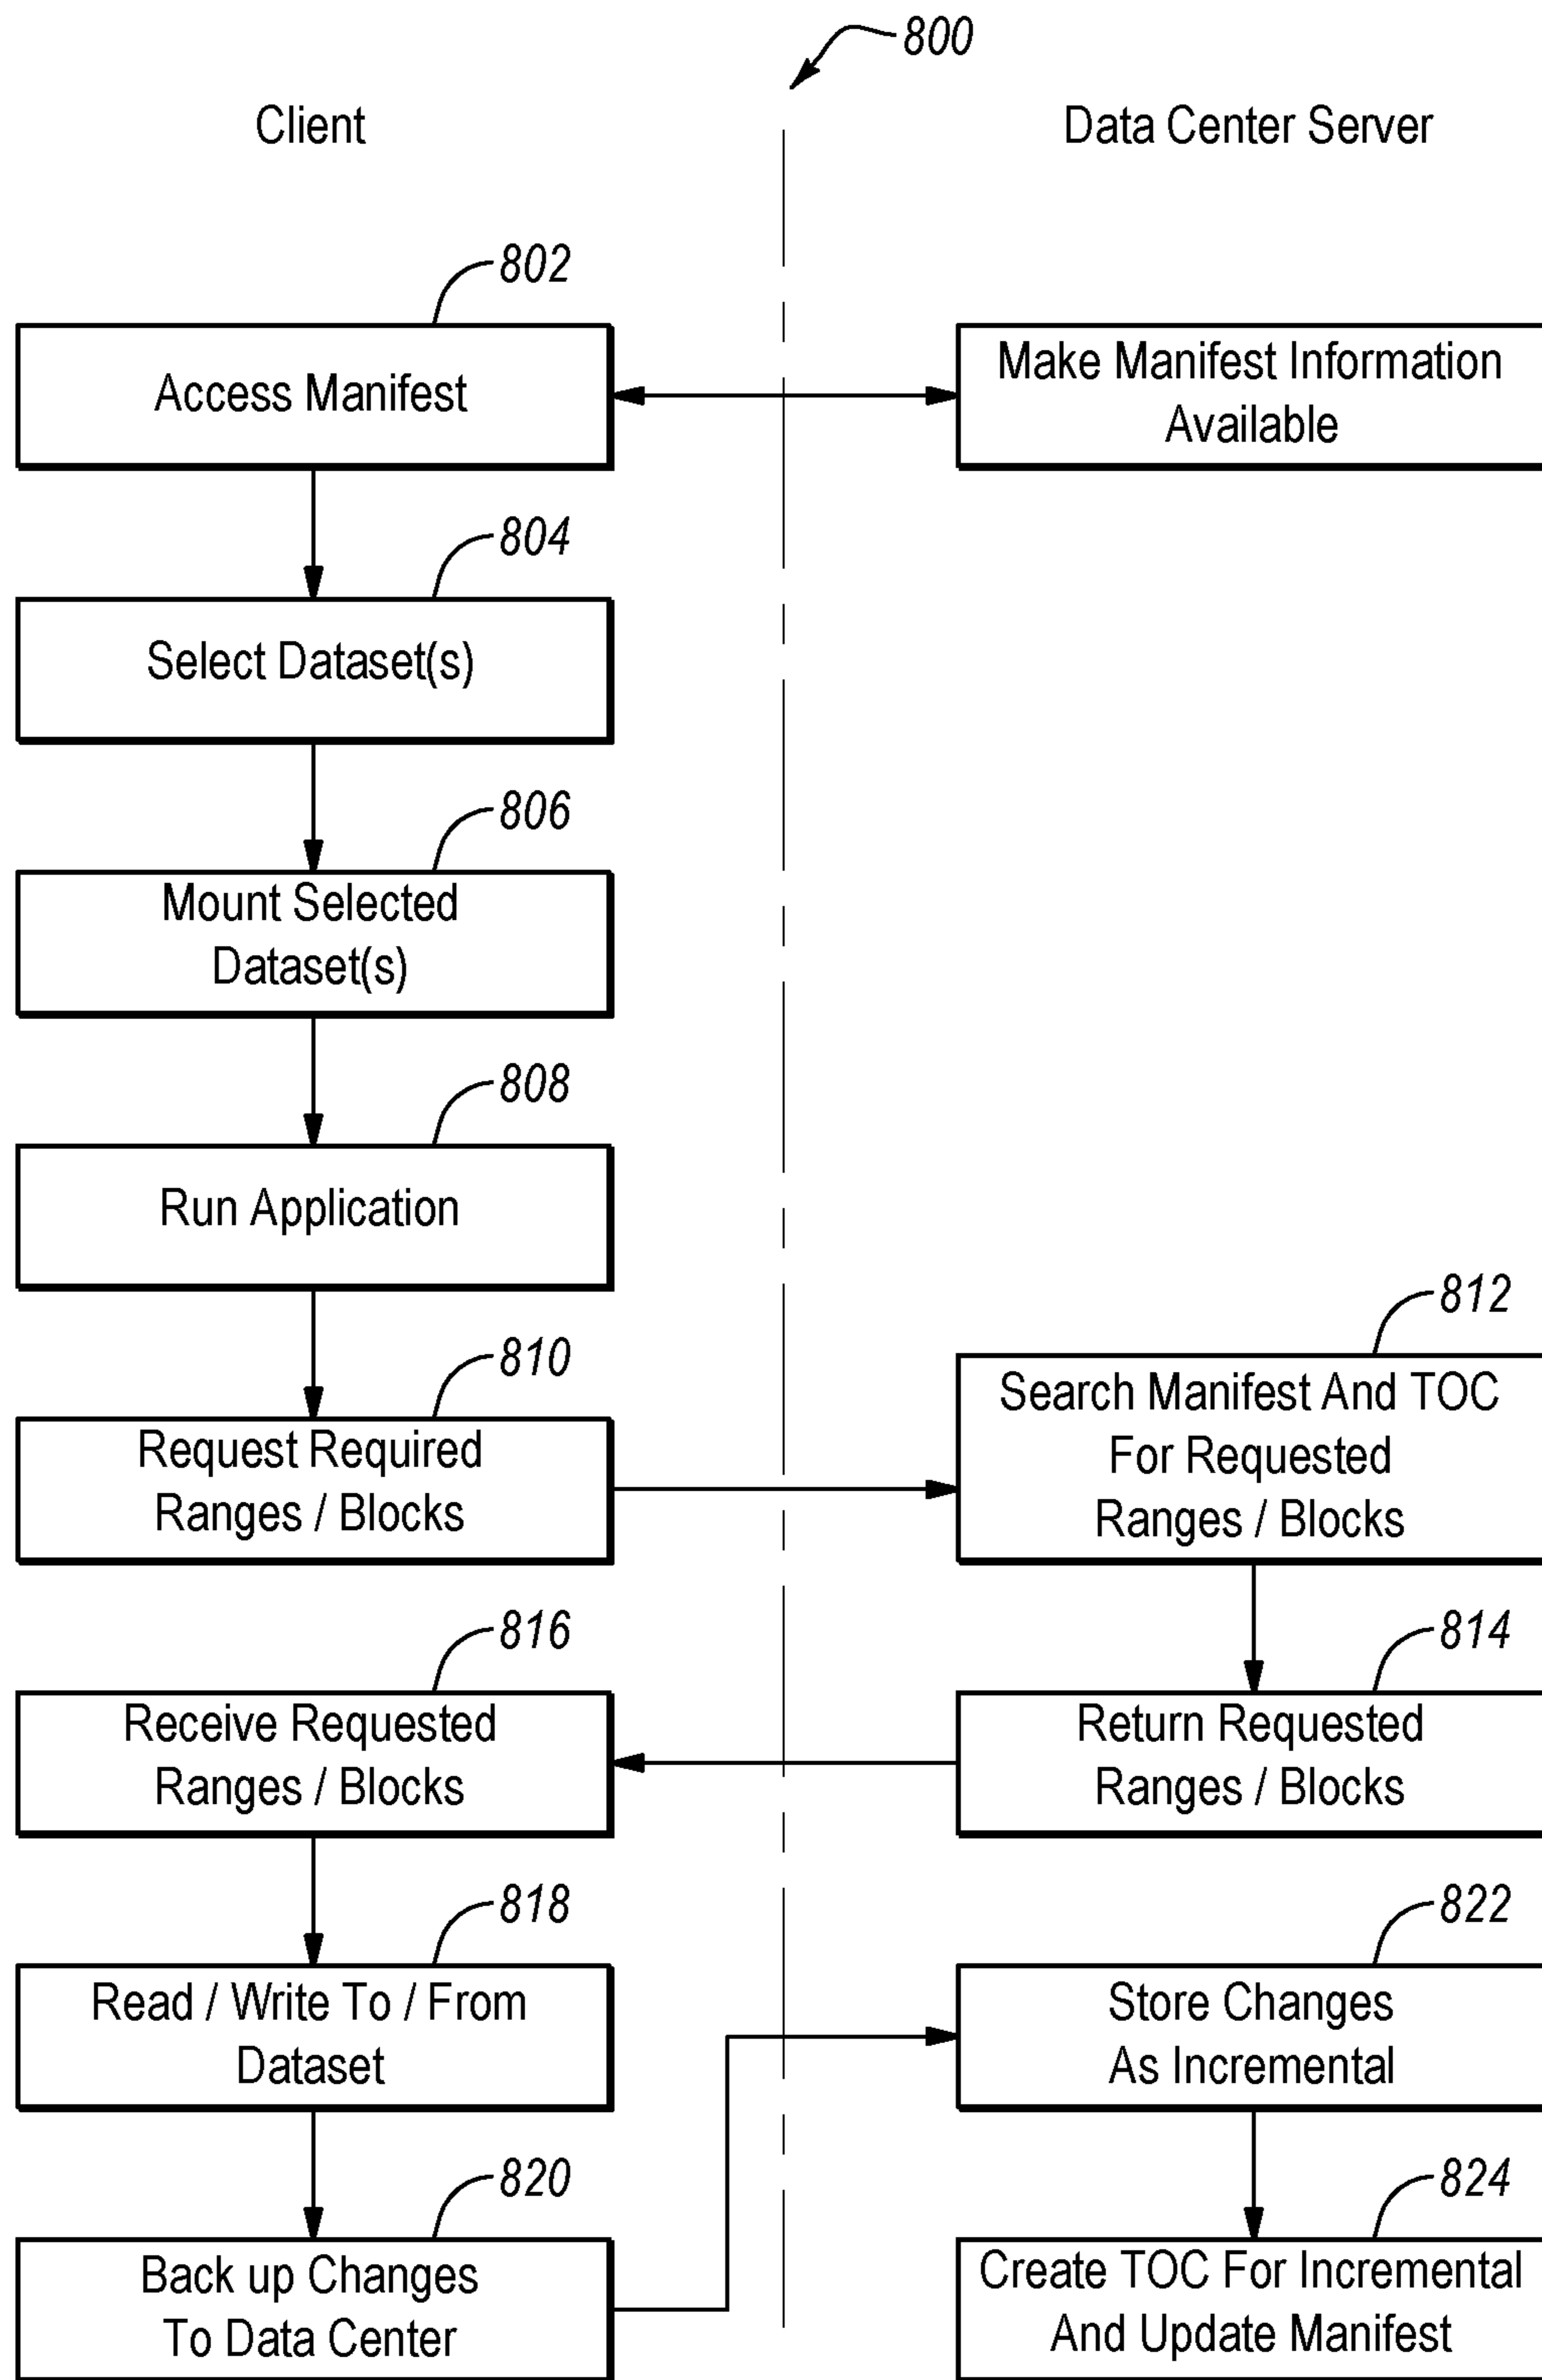 800
Client
Data Center Server
802
Access Manifest
Make Manifest Information
Available
804
Select Dataset(s)
806
Mount Selected
Dataset(s)
808
Run Application
810
Request Required
Ranges / Blocks
812
Search Manifest And TOC
For Requested
Ranges / Blocks
814
Return Requested
Ranges / Blocks
816
Receive Requested
Ranges / Blocks
818
Read / Write To / From
Dataset
820
Back up Changes
To Data Center
822
Store Changes
As Incremental
824
Create TOC For Incremental
And Update Manifest